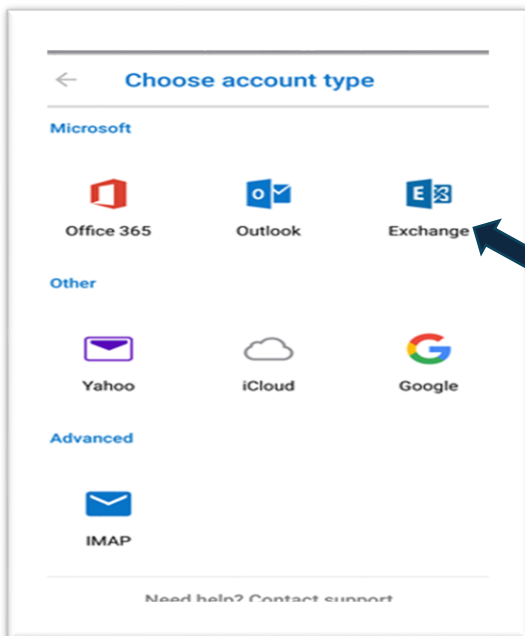 Choose account type
Microsoft
Office 365 Outlook Exchange
Other
Yahoo iCloud Google
Advanced
IMAP
Need help? Contact support